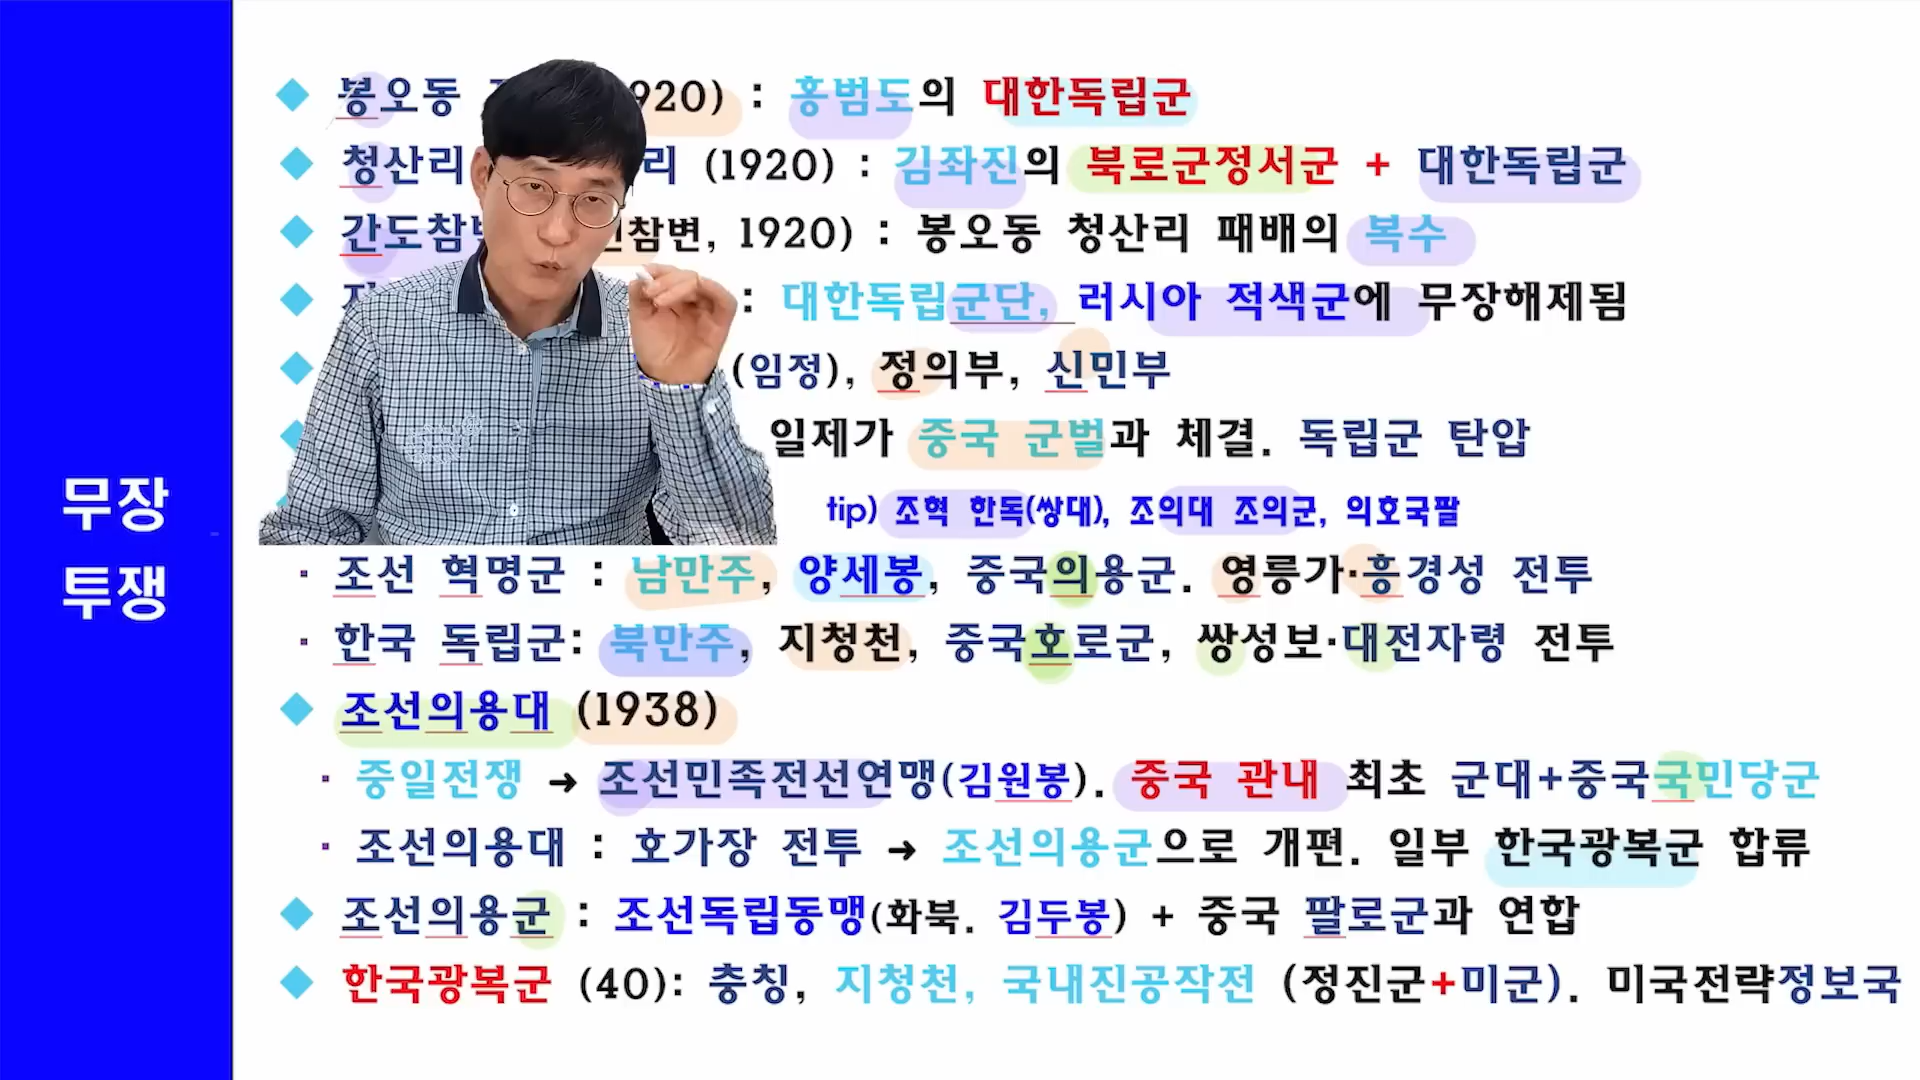 무장
투쟁
봉오동 920) : 홍범도의 대한독립군
청산리 리 (1920) : 김좌진의 북로군정서군 + 대한독립군
간도참변 참변, 1920) : 봉오동 청산리 패배의 복수
: 대한독립군단, 러시아 적색군에 무장해제됨
(임정), 정의부, 신민부
일제가 중국 군벌과 체결. 독립군 탄압
tip) 조혁 한독(쌍대), 조의대 조의군, 의호국팔
· 조선 혁명군 : 남만주, 양세봉, 중국의용군. 영릉가·흥경성 전투
· 한국 독립군: 북만주, 지청천, 중국호로군, 쌍성보·대전자령 전투
조선의용대 (1938)
· 중일전쟁 → 조선민족전선연맹(김원봉). 중국 관내 최초 군대+중국국민당군
· 조선의용대 : 호가장 전투 → 조선의용군으로 개편. 일부 한국광복군 합류
조선의용군 : 조선독립동맹(화북. 김두봉) + 중국 팔로군과 연합
한국광복군 (40): 충칭, 지청천, 국내진공작전 (정진군+미군). 미국전략정보국